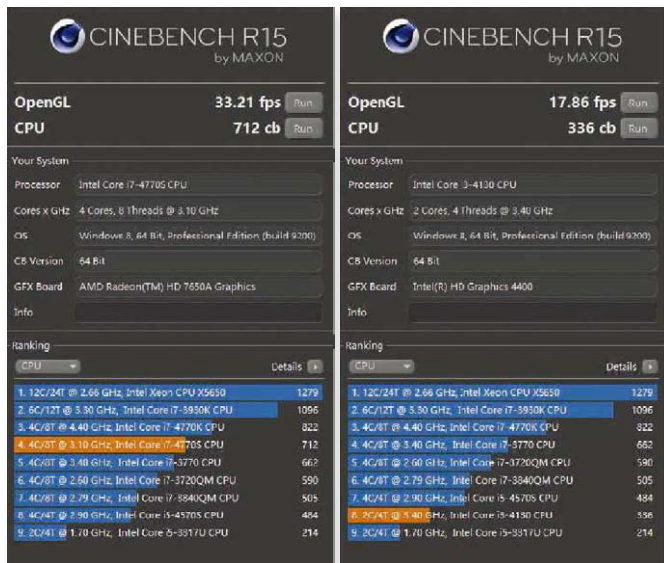 CINEBENCH R15
by MAXON
OpenGL 33.21 fps Run
CPU 712 cb Run
Your System
Processor Intel Core i7-4770S CPU
Cores x GHz 4 Cores, 8 Threads @ 3.10 GHz
OS Windows 8, 64 Bit, Professional Edition (build 9200)
CB Version 64 Bit
GFX Board AMD Radeon(TM) HD 7650A Graphics
Info
Ranking
CPU Details
1. 12C/24T @ 2.66 GHz, Intel Xeon CPU X5650 1279
2. 6C/12T @ 3.30 GHz, Intel Core i7-3930K CPU 1096
3. 4C/8T @ 4.40 GHz, Intel Core i7-4770K CPU 822
4. 4C/8T @ 3.10 GHz, Intel Core i7-4770S CPU 712
5. 4C/8T @ 3.40 GHz, Intel Core i7-3770 CPU 662
6. 4C/8T @ 2.60 GHz, Intel Core i7-3720QM CPU 590
7. 4C/8T @ 2.79 GHz, Intel Core i7-3840QM CPU 505
8. 4C/4T @ 2.90 GHz, Intel Core i5-4570S CPU 484
9. 2C/4T @ 1.70 GHz, Intel Core i5-3317U CPU 214
CINEBENCH R15
by MAXON
OpenGL 17.86 fps Run
CPU 336 cb Run
Your System
Processor Intel Core i3-4130 CPU
Cores x GHz 2 Cores, 4 Threads @ 3.40 GHz
OS Windows 8, 64 Bit, Professional Edition (build 9200)
CB Version 64 Bit
GFX Board Intel(R) HD Graphics 4400
Info
Ranking
CPU Details
1. 12C/24T @ 2.66 GHz, Intel Xeon CPU X5650 1279
2. 6C/12T @ 3.30 GHz, Intel Core i7-3930K CPU 1096
3. 4C/8T @ 4.40 GHz, Intel Core i7-4770K CPU 822
4. 4C/8T @ 3.40 GHz, Intel Core i7-3770 CPU 662
5. 4C/8T @ 2.60 GHz, Intel Core i7-3720QM CPU 590
6. 4C/8T @ 2.79 GHz, Intel Core i7-3840QM CPU 505
7. 4C/4T @ 2.90 GHz, Intel Core i5-4570S CPU 484
8. 2C/4T @ 3.40 GHz, Intel Core i3-4130 CPU 336
9. 2C/4T @ 1.70 GHz, Intel Core i5-3317U CPU 214